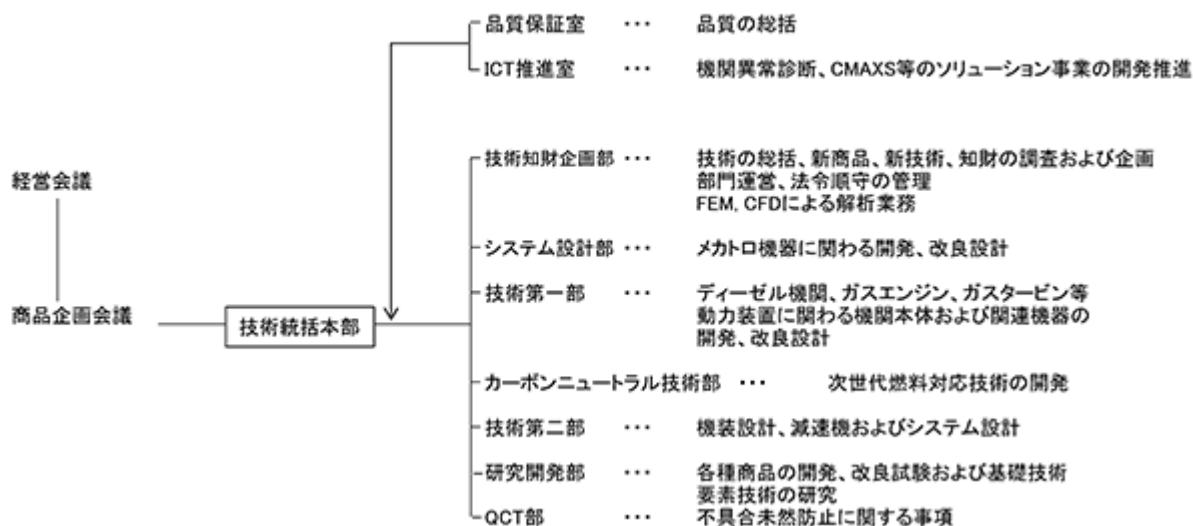 品質保証室 ･･･ 品質の総括
ICT推進室 ･･･ 機関異常診断、CMAXS等のソリューション事業の開発推進
技術知財企画部 ･･･ 技術の総括、新商品、新技術、知財の調査および企画
部門運営、法令順守の管理
FEM, CFDによる解析業務
経営会議
システム設計部 ･･･ メカトロ機器に関わる開発、改良設計
技術第一部 ･･･ ディーゼル機関、ガスエンジン、ガスタービン等
動力装置に関わる機関本体および関連機器の
開発、改良設計
商品企画会議
技術統括本部
カーボンニュートラル技術部 ･･･ 次世代燃料対応技術の開発
技術第二部 ･･･ 機装設計、減速機およびシステム設計
研究開発部 ･･･ 各種商品の開発、改良試験および基礎技術
要素技術の研究
QCT部 ･･･ 不具合未然防止に関する事項